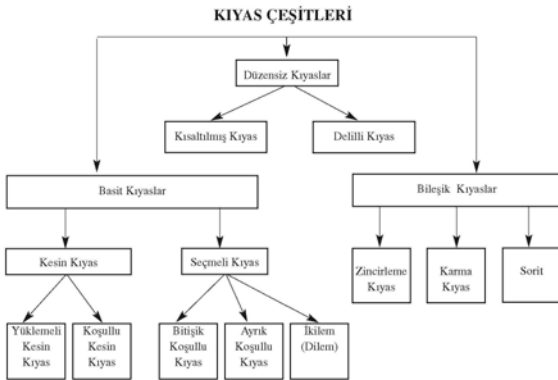 KIYAS ÇEŞİTLERİ
Düzensiz Kıyaslar
Kısaltılmış Kıyas
Delilli Kıyas
Basit Kıyaslar
Bileşik Kıyaslar
Kesin Kıyas
Seçmeli Kıyas
Zincirleme
Kıyas
Karma
Kıyas
Sorit
Yüklemeli
Kesin
Kıyas
Koşullu
Kesin
Kıyas
Bitişik
Koşullu
Kıyas
Ayrık
Koşullu
Kıyas
İkilem
(Dilem)